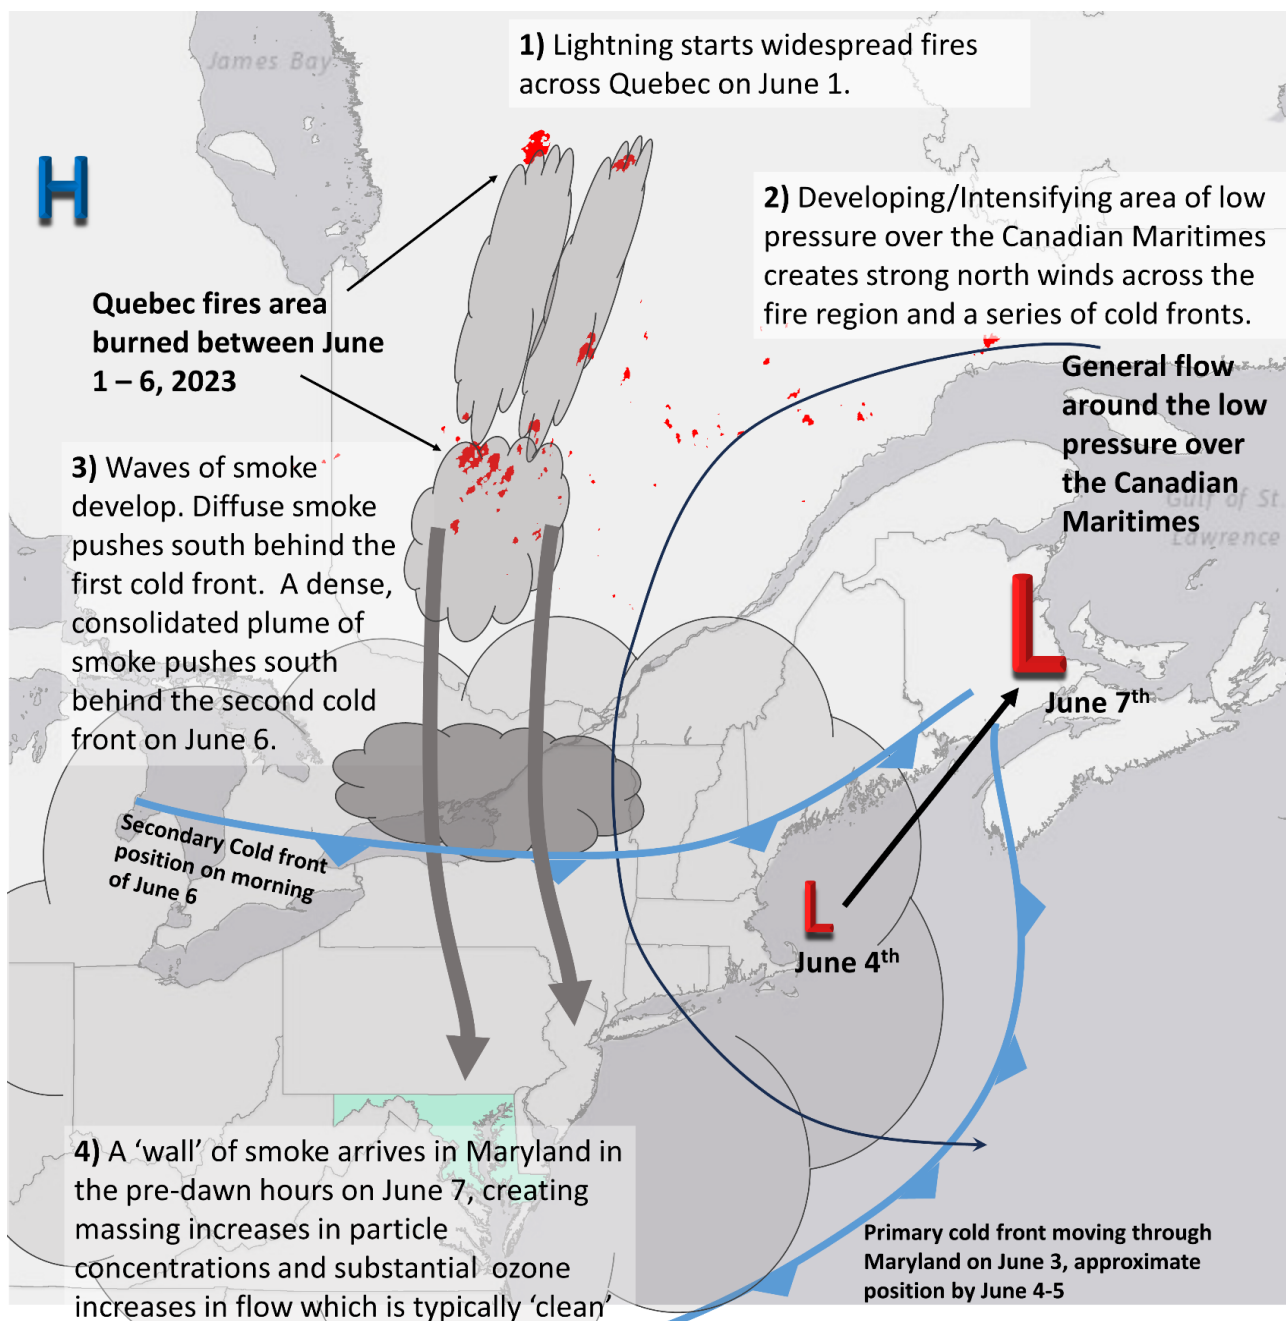 James Bay
1) Lightning starts widespread fires
across Quebec on June 1.
H
2) Developing/Intensifying area of low
pressure over the Canadian Maritimes
creates strong north winds across the
fire region and a series of cold fronts.
Quebec fires area
burned between June
1 – 6, 2023
General flow
around the low
pressure over
the Canadian
Maritimes
Gulf of St
Lawrence
3) Waves of smoke
develop. Diffuse smoke
pushes south behind the
first cold front. A dense,
consolidated plume of
smoke pushes south
behind the second cold
front on June 6.
L
June 7th
Secondary Cold front
position on morning
of June 6
L
June 4th
4) A ‘wall’ of smoke arrives in Maryland in
the pre-dawn hours on June 7, creating
massing increases in particle
concentrations and substantial ozone
increases in flow which is typically ‘clean’
Primary cold front moving through
Maryland on June 3, approximate
position by June 4-5